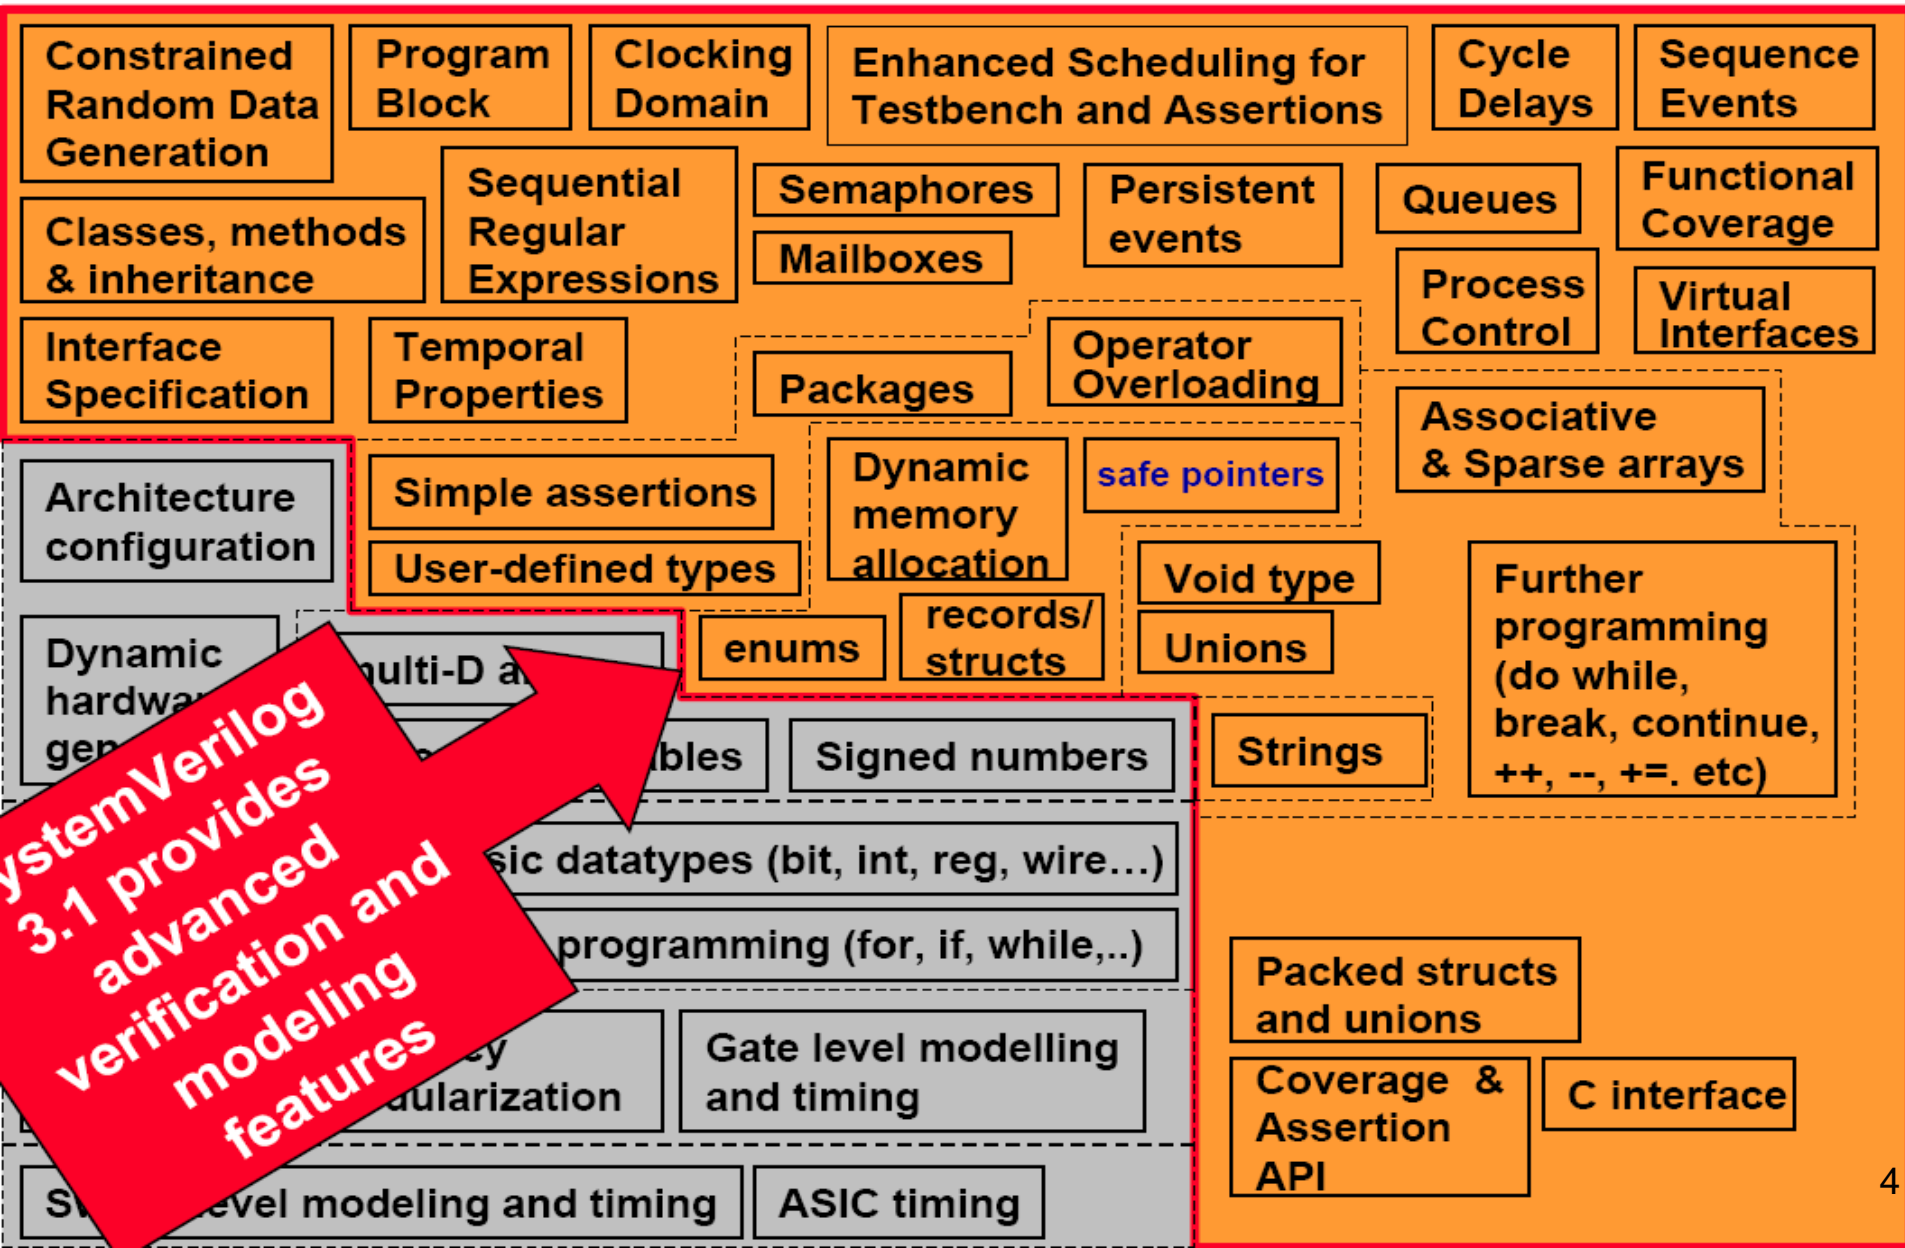 Constrained
Random Data
Generation
Program
Block
Clocking
Domain
Enhanced Scheduling for
Testbench and Assertions
Cycle
Delays
Sequence
Events
Classes, methods
& inheritance
Sequential
Regular
Expressions
Semaphores
Mailboxes
Persistent
events
Queues
Functional
Coverage
Process
Control
Virtual
Interfaces
Interface
Specification
Temporal
Properties
Packages
Operator
Overloading
Associative
& Sparse arrays
Architecture
configuration
Simple assertions
User-defined types
Dynamic
memory
allocation
safe pointers
Void type
Unions
Further
programming
(do while,
break, continue,
++, --, +=. etc)
enums
records/
structs
Strings
Dynamic
Signed numbers
datatypes (bit, int, reg, wire...)
programming (for, if, while,..)
Gate level modelling
and timing
modeling and timing
ASIC timing
Packed structs
and unions
Coverage &
Assertion
API
C interface
3.1 provides
advanced
verification and
modeling
features
4